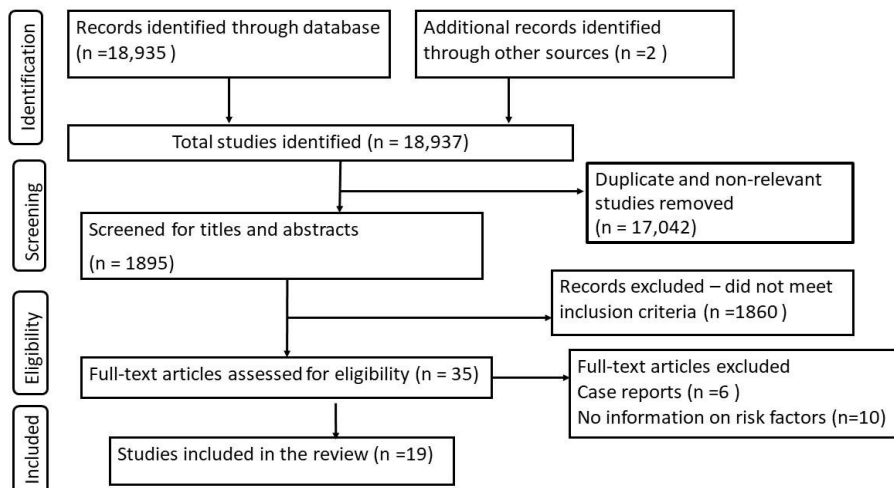 Identification
Records identified through database
(n =18,935 )
Additional records identified
through other sources (n =2 )
Total studies identified (n = 18,937)
Screening
Duplicate and non-relevant
studies removed
(n = 17,042)
Screened for titles and abstracts
(n = 1895)
Records excluded – did not meet
inclusion criteria (n =1860 )
Eligibility
Full-text articles assessed for eligibility (n = 35)
Full-text articles excluded
Case reports (n =6 )
No information on risk factors (n=10)
Included
Studies included in the review (n =19)